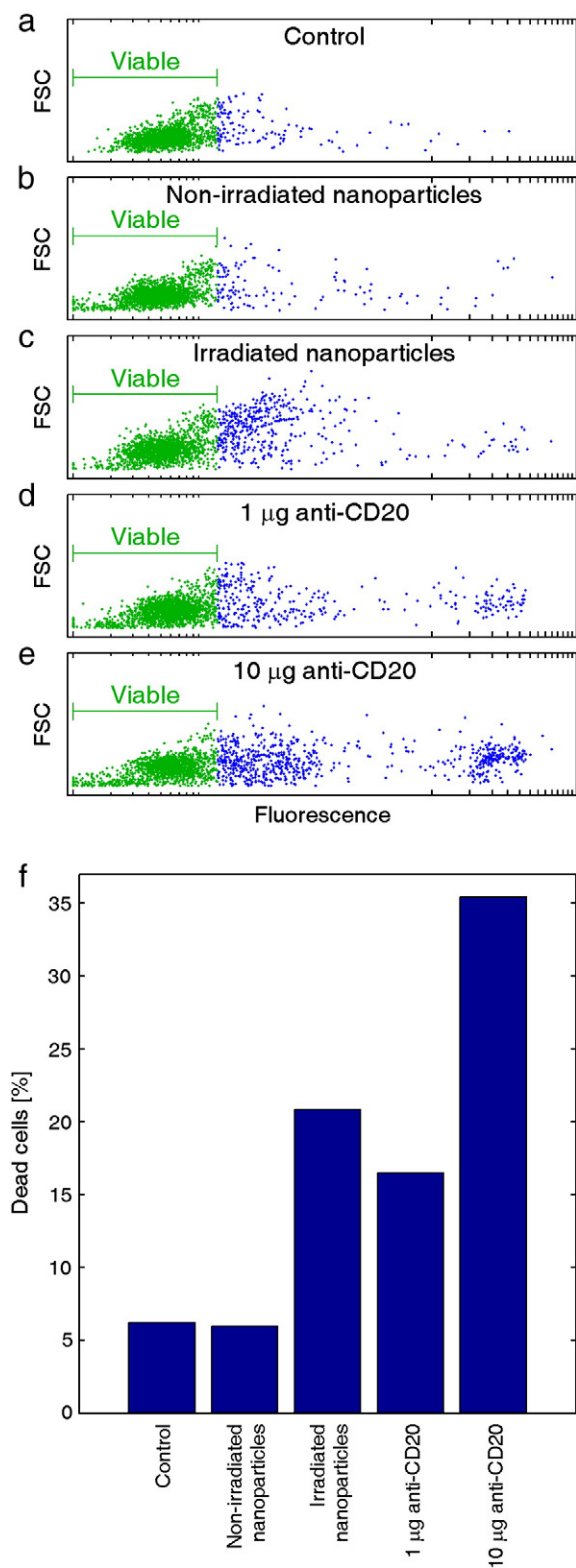 a
Control
Viable
FSC
b
Non-irradiated nanoparticles
Viable
FSC
c
Irradiated nanoparticles
Viable
FSC
d
1 μg anti-CD20
Viable
FSC
e
10 μg anti-CD20
Viable
FSC
Fluorescence
f
35
30
25
20
15
10
5
0
Dead cells [%]
Control
Non-irradiated
nanoparticles
Irradiated
nanoparticles
1 μg anti-CD20
10 μg anti-CD20